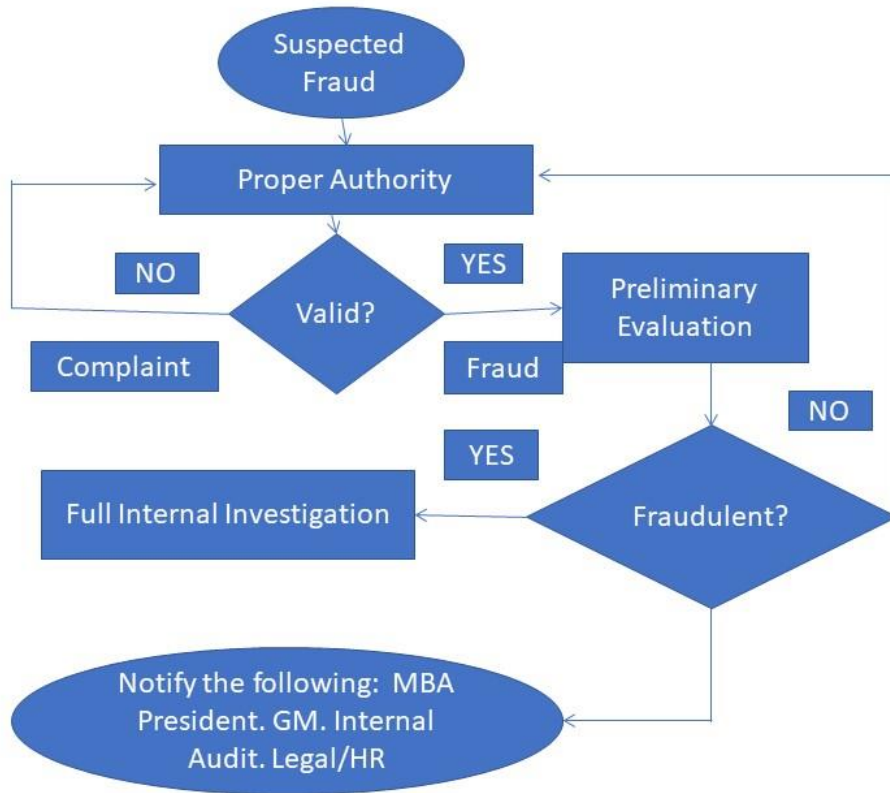 Suspected
Fraud
Proper Authority
NO
YES
Valid?
Preliminary
Evaluation
Complaint
Fraud
NO
YES
Full Internal Investigation
Fraudulent?
Notify the following:  MBA
President. GM. Internal
Audit. Legal/HR